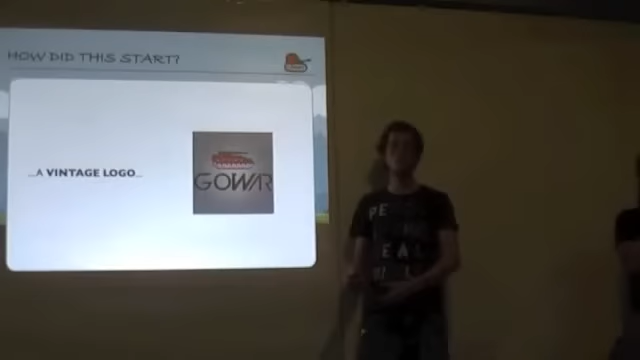 HOW DID THIS START?
...A VINTAGE LOGO...
GOWAR